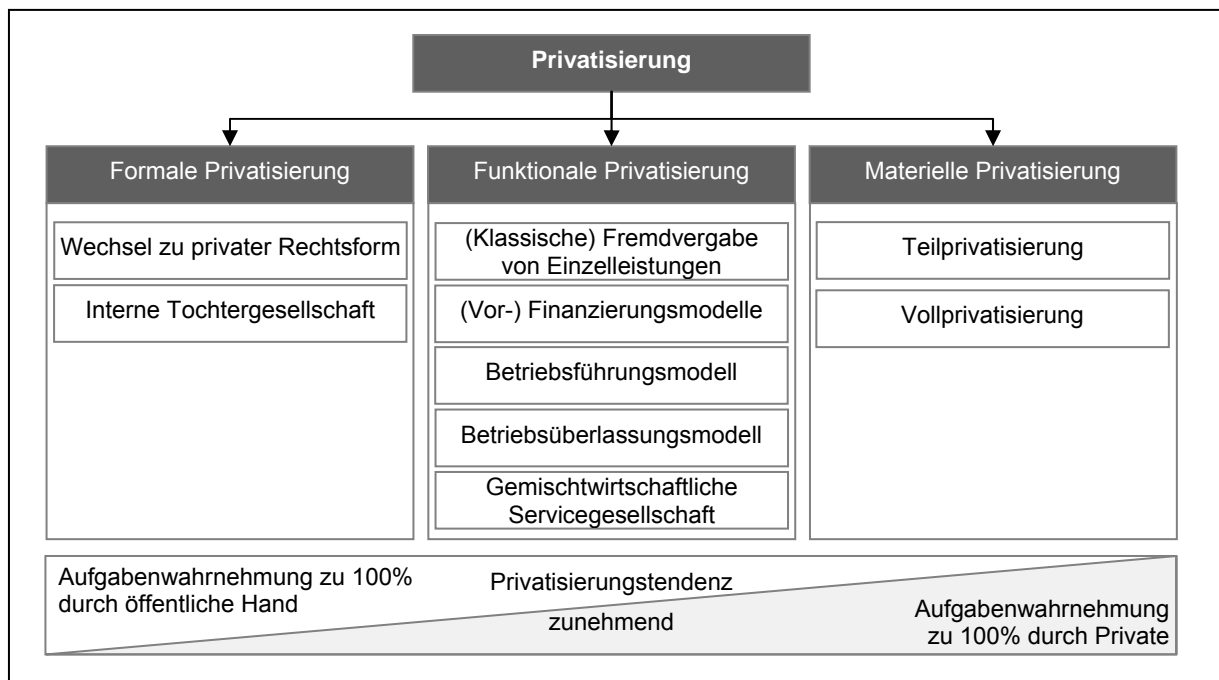 Privatisierung
Formale Privatisierung
Wechsel zu privater Rechtsform
Interne Tochtergesellschaft
Funktionale Privatisierung
(Klassische) Fremdvergabe
von Einzelleistungen
(Vor-) Finanzierungsmodelle
Betriebsführungsmodell
Betriebsüberlassungsmodell
Gemischtwirtschaftliche
Servicegesellschaft
Materielle Privatisierung
Teilprivatisierung
Vollprivatisierung
Aufgabenwahrnehmung zu 100%
durch öffentliche Hand
Privatisierungstendenz
zunehmend
Aufgabenwahrnehmung
zu 100% durch Private